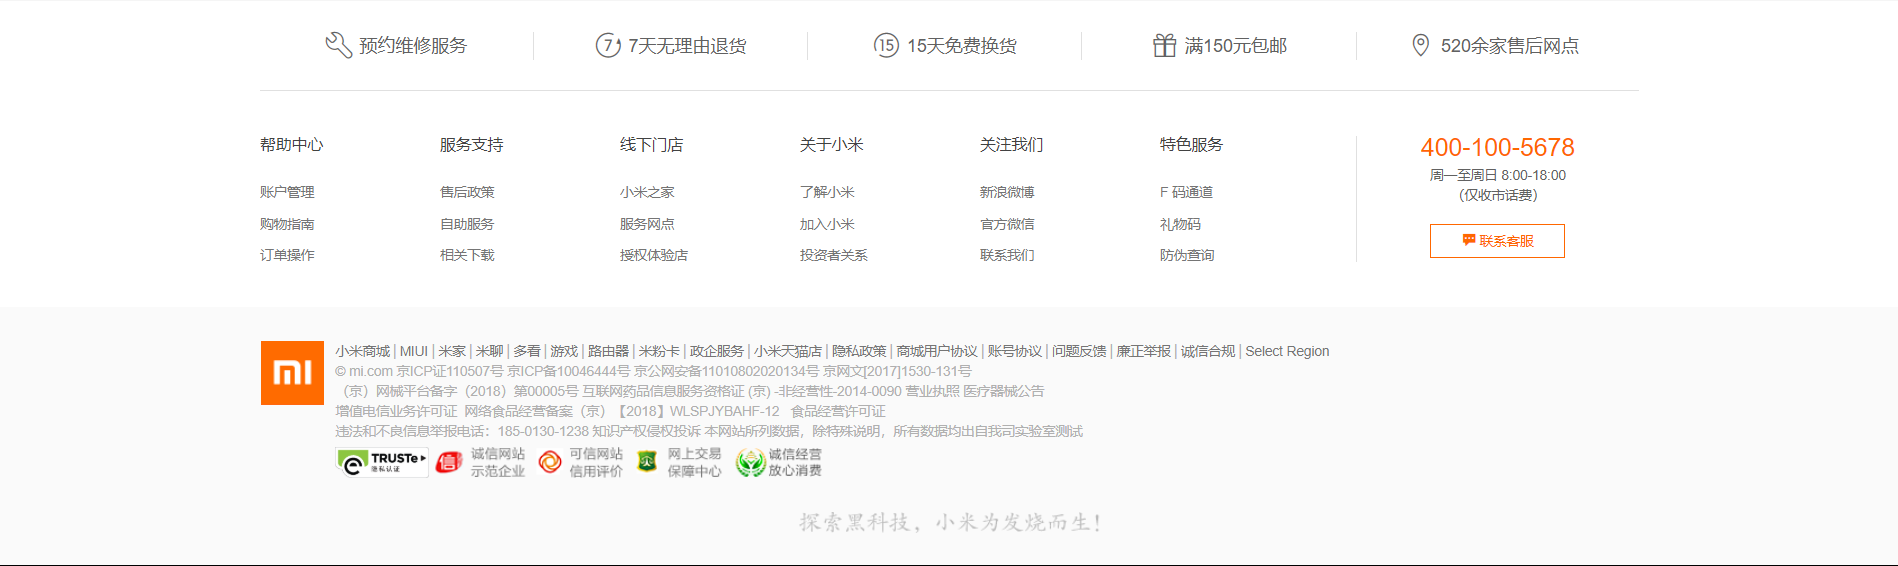 预约维修服务
7 7天无理由退货
15 15天免费换货
满150元包邮
520余家售后网点
帮助中心
账户管理
购物指南
订单操作
服务支持
售后政策
自助服务
相关下载
线下门店
小米之家
服务网点
授权体验店
关于小米
了解小米
加入小米
投资者关系
关注我们
新浪微博
官方微信
联系我们
特色服务
F 码通道
礼物码
防伪查询
400-100-5678
周一至周日 8:00-18:00
（仅收市话费）
联系客服
mi
小米商城 | MIUI | 米家 | 米聊 | 多看 | 游戏 | 路由器 | 米粉卡 | 政企服务 | 小米天猫店 | 隐私政策 | 商城用户协议 | 账号协议 | 问题反馈 | 廉正举报 | 诚信合规 | Select Region
© mi.com 京ICP证110507号 京ICP备10046444号 京公网安备11010802020134号 京网文[2017]1530-131号
（京）网械平台备字（2018）第00005号 互联网药品信息服务资格证 (京) -非经营性-2014-0090 营业执照 医疗器械公告
增值电信业务许可证 网络食品经营备案（京）【2018】WLSPJYBAHF-12 食品经营许可证
违法和不良信息举报电话：185-0130-1238 知识产权侵权投诉 本网站所列数据，除特殊说明，所有数据均出自我司实验室测试
TRUSTe
隐私认证
信
诚信网站
示范企业
可信网站
信用评价
网上交易
保障中心
诚信经营
放心消费
探索黑科技，小米为发烧而生！